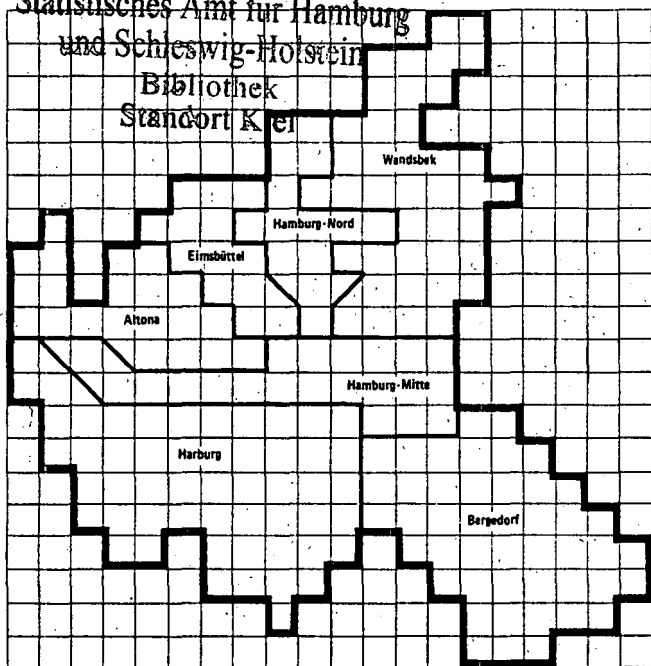 Statistisches Amt für Hamburg
und Schleswig-Holstein
Bibliothek
Standort Kiel
Wandsbek
Hamburg-Nord
Eimsbüttel
Altona
Hamburg-Mitte
Harburg
Bergedorf